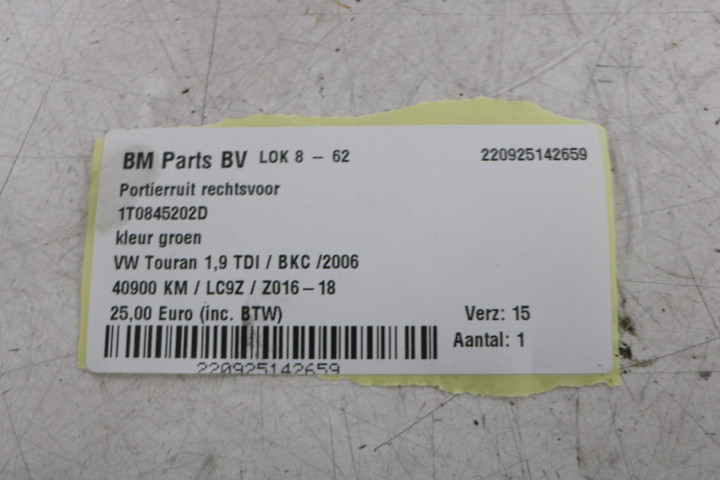 BM Parts BV LOK 8 - 62 220925142659
Portierruit rechtsvoor
1T0845202D
kleur groen
VW Touran 1,9 TDI / BKC /2006
40900 KM / LC9Z / Z016-18
25,00 Euro (inc. BTW) Verz: 15
Aantal: 1
220925142659